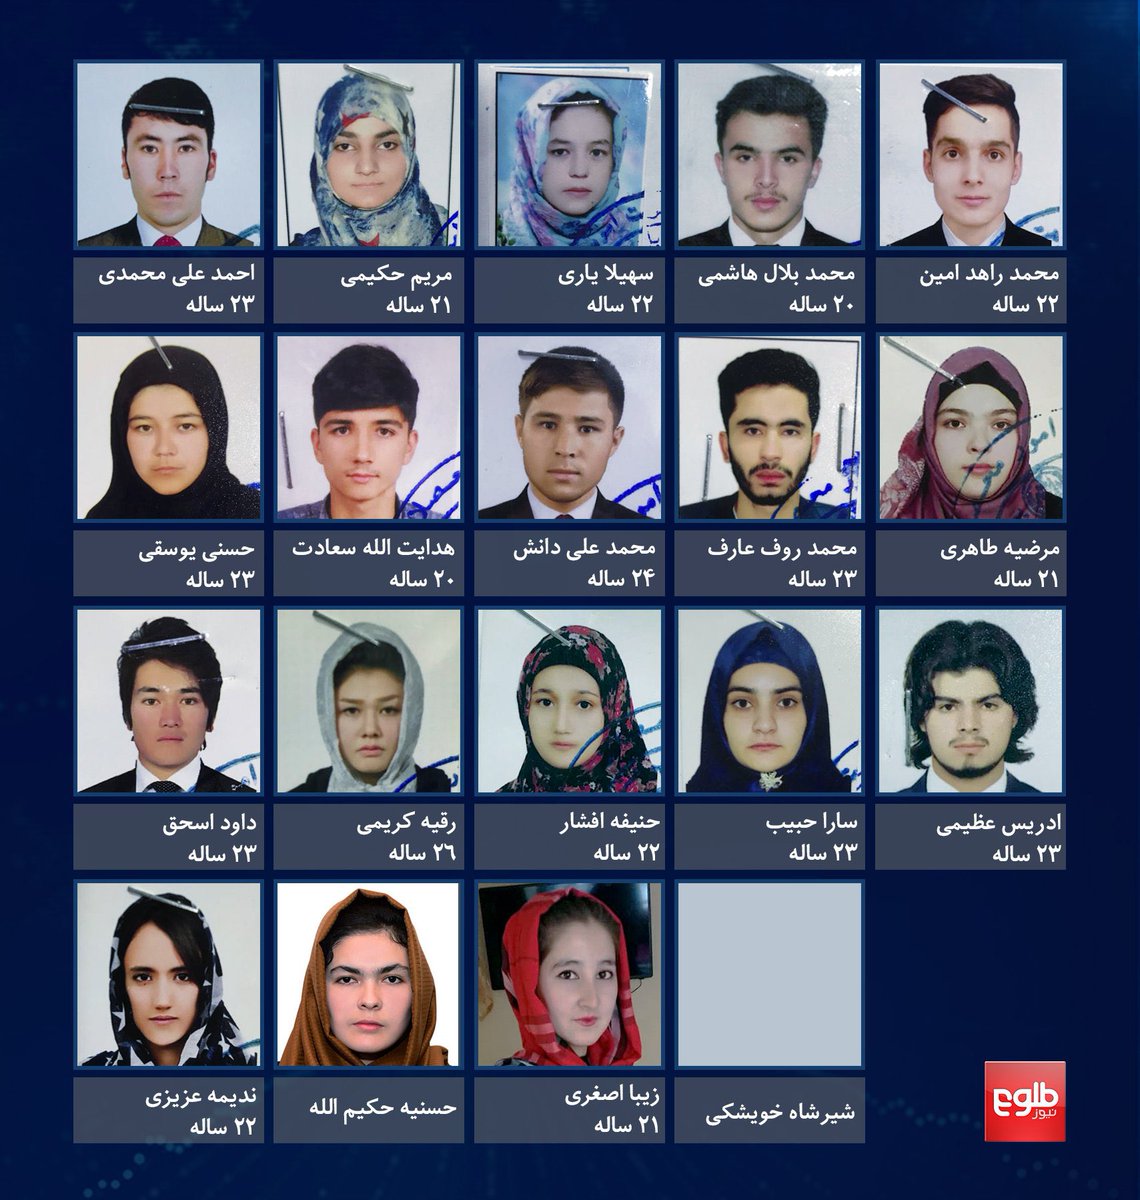 محمد راهد امین
۲۲ ساله
محمد بلال هاشمی
۲۰ ساله
سهیلا یاری
۲۲ ساله
مریم حکیمی
۲۱ ساله
احمد علی محمدی
۲۳ ساله
مرضیه طاهری
۲۱ ساله
محمد روف عارف
۲۳ ساله
محمد علی دانش
۲۴ ساله
هدایت الله سعادت
۲۰ ساله
حسنی یوسقی
۲۳ ساله
ادریس عظیمی
۲۳ ساله
سارا حبیب
۲۳ ساله
حنیفه افشار
۲۲ ساله
رقیه کریمی
۲۶ ساله
داود اسحق
۲۳ ساله
شیرشاه خویشکی
زیبا اصغری
۲۱ ساله
حسنیه حکیم الله
ندیمه عزیزی
۲۲ ساله
طلوع
نیوز